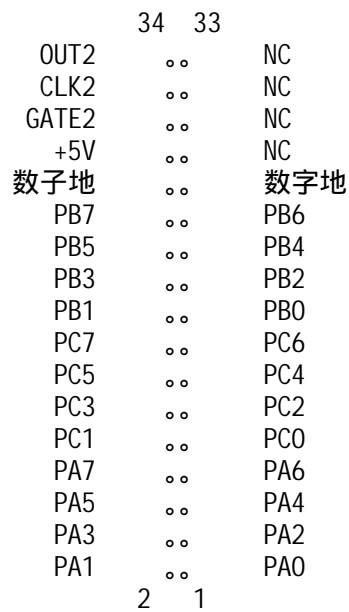 34 33
OUT2 。。 NC
CLK2 。。 NC
GATE2 。。 NC
+5V 。。 NC
数子地 。。 数字地
PB7 。。 PB6
PB5 。。 PB4
PB3 。。 PB2
PB1 。。 PB0
PC7 。。 PC6
PC5 。。 PC4
PC3 。。 PC2
PC1 。。 PC0
PA7 。。 PA6
PA5 。。 PA4
PA3 。。 PA2
PA1 。。 PA0
2 1